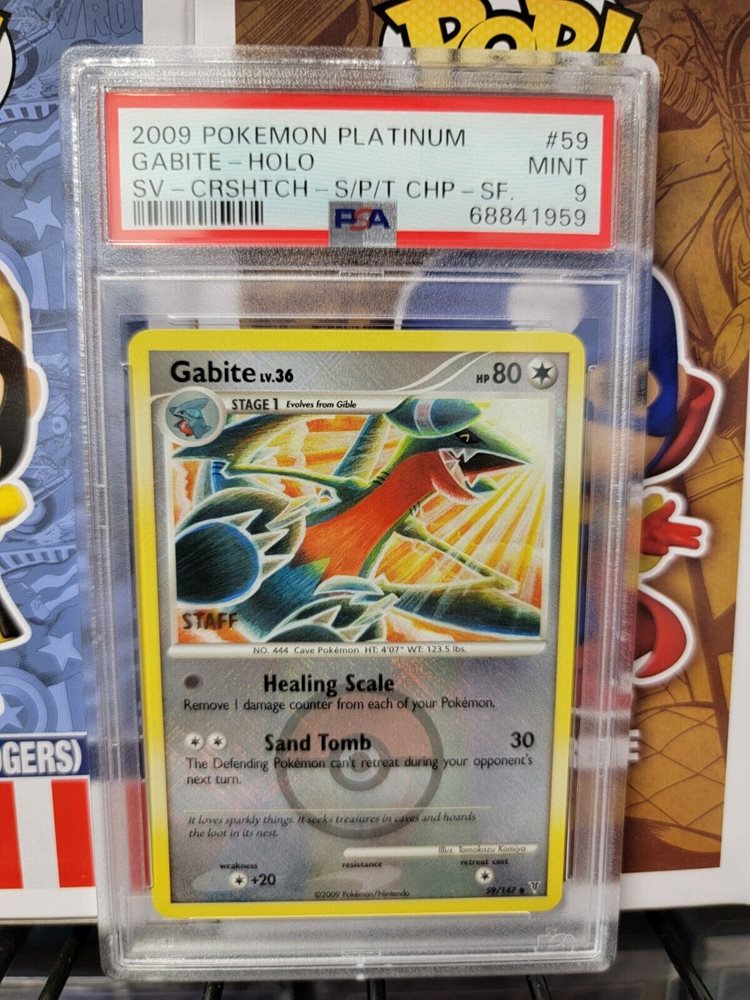 POP!
2009 POKEMON PLATINUM #59
GABITE - HOLO MINT
SV - CRSHTCH - S/P/T CHP - SF. 9
PSA 68841959
Gabite LV.36 HP 80
STAGE 1 Evolves from Gible
STAFF
NO. 444 Cave Pokémon HT: 4'07" WT: 123.5 lbs.
Healing Scale
Remove 1 damage counter from each of your Pokémon.
Sand Tomb 30
The Defending Pokémon can't retreat during your opponent's
next turn.
It loves sparkly things. It seeks treasures in caves and hoards
the loot in its nest.
Illus. Tomokazu Komiya
weakness resistance retreat cost
+20
©2009 Pokémon/Nintendo 59/147
OGERS)